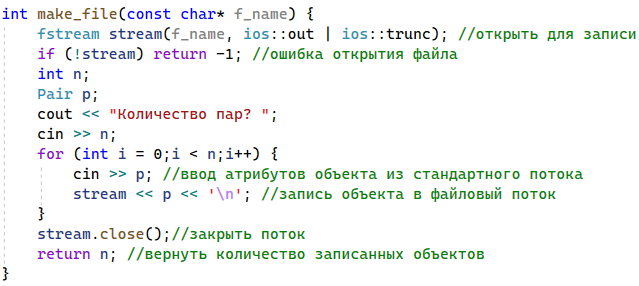 int make_file(const char* f_name) {
    fstream stream(f_name, ios::out | ios::trunc); //открыть для записи
    if (!stream) return -1; //ошибка открытия файла
    int n;
    Pair p;
    cout << "Количество пар? ";
    cin >> n;
    for (int i = 0;i < n;i++) {
        cin >> p; //ввод атрибутов объекта из стандартного потока
        stream << p << '\n'; //запись объекта в файловый поток
    }
    stream.close();//закрыть поток
    return n; //вернуть количество записанных объектов
}